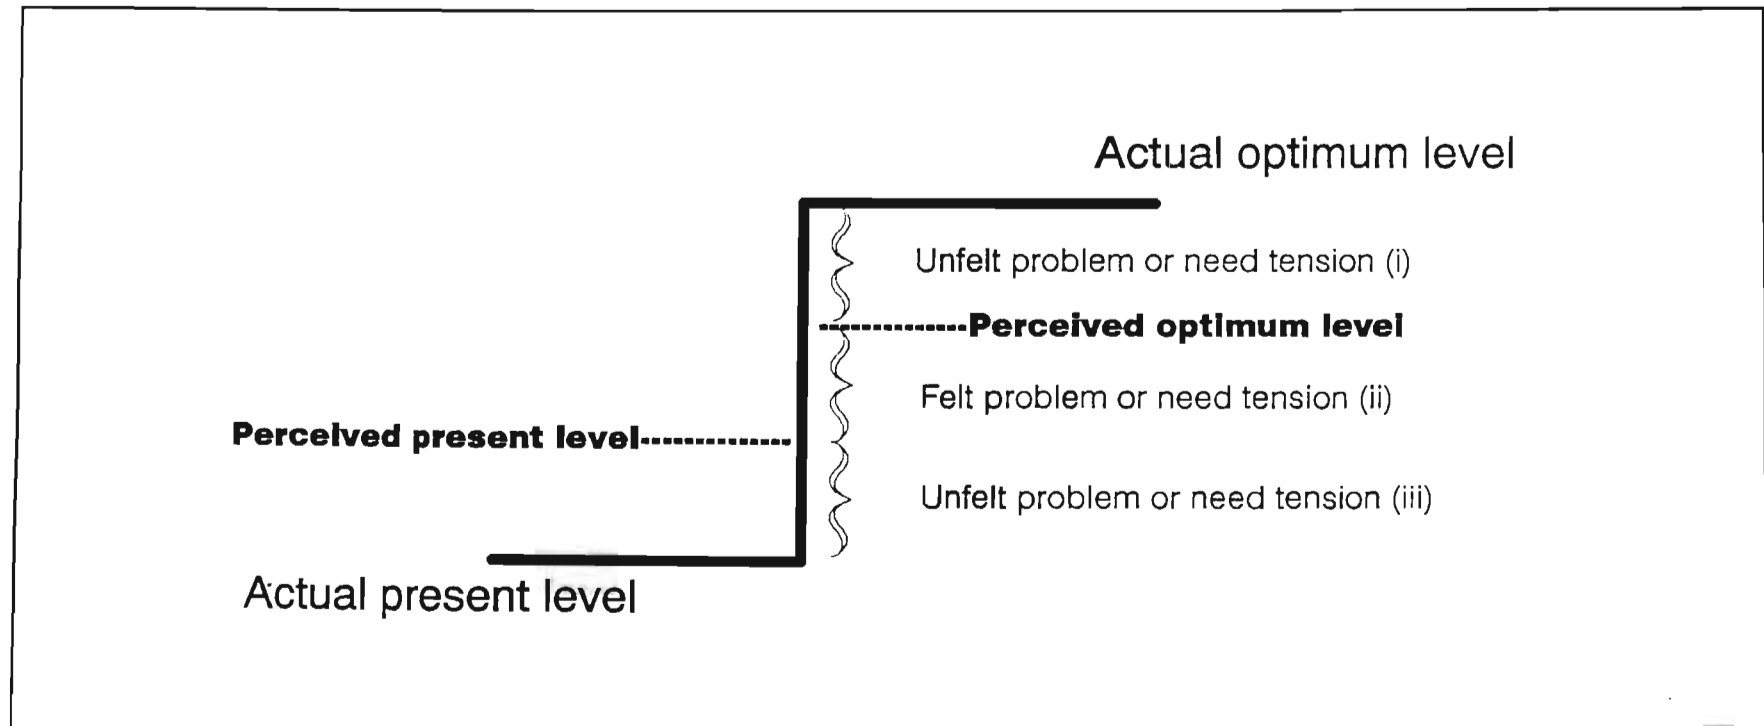 Actual optimum level
Unfelt problem or need tension (i)
Perceived optimum level
Felt problem or need tension (ii)
Perceived present level
Unfelt problem or need tension (iii)
Actual present level